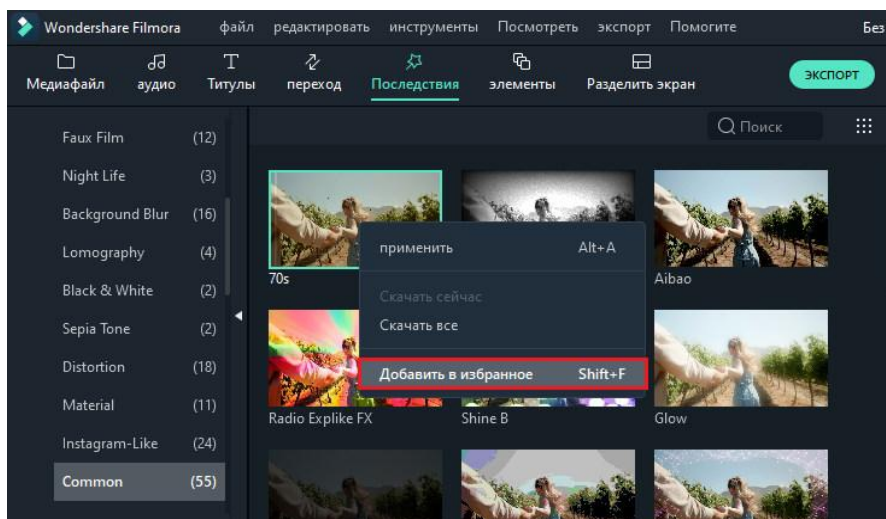 Wondershare Filmora файл редактировать инструменты Посмотреть экспорт Помогите Без
Медиафайл аудио Титулы переход Последствия элементы Разделить экран экспорт
Поиск
Faux Film (12)
Night Life (3)
Background Blur (16)
Lomography (4)
Black & White (2)
Sepia Tone (2)
Distortion (18)
Material (11)
Instagram-Like (24)
Common (55)
70s
Aibao
применить Alt+A
Скачать сейчас
Скачать все
Добавить в избранное Shift+F
Radio Explike FX Shine B Glow